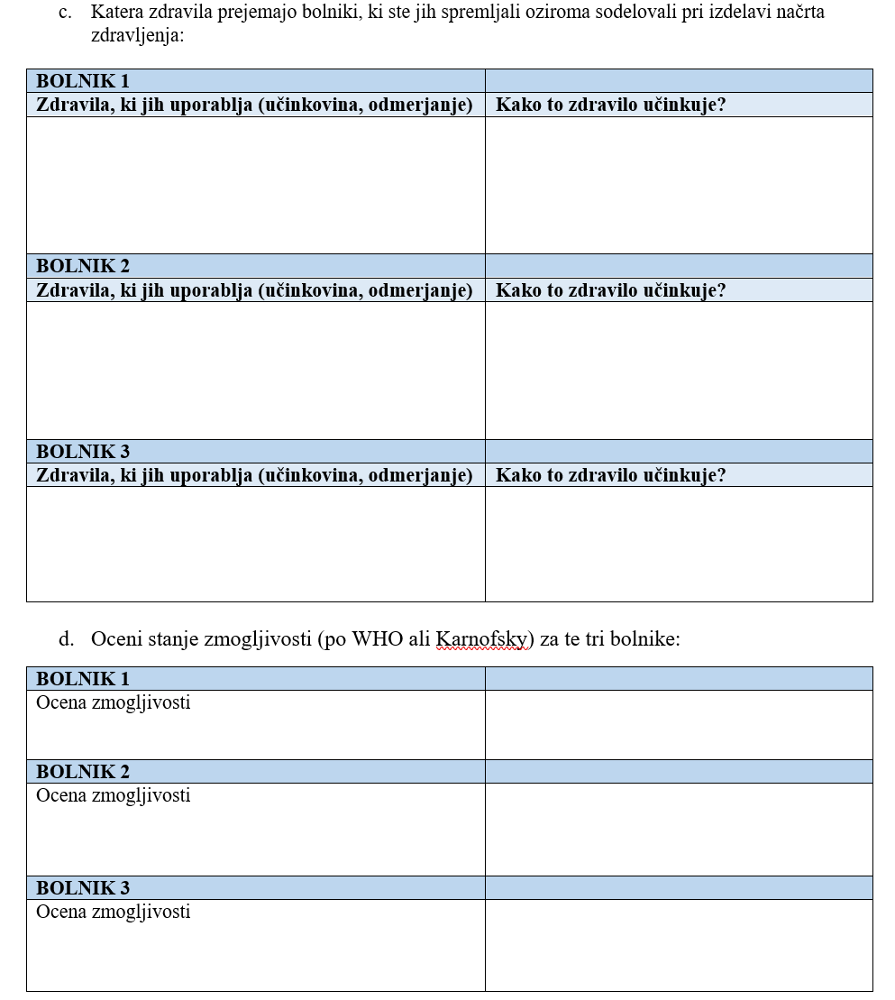 c. Katera zdravila prejemajo bolniki, ki ste jih spremljali oziroma sodelovali pri izdelavi načrta
zdravljenja:
BOLNIK 1
Zdravila, ki jih uporablja (učinkovina, odmerjanje) Kako to zdravilo učinkuje?
BOLNIK 2
Zdravila, ki jih uporablja (učinkovina, odmerjanje) Kako to zdravilo učinkuje?
BOLNIK 3
Zdravila, ki jih uporablja (učinkovina, odmerjanje) Kako to zdravilo učinkuje?
d. Oceni stanje zmogljivosti (po WHO ali Karnofsky) za te tri bolnike:
BOLNIK 1
Ocena zmogljivosti
BOLNIK 2
Ocena zmogljivosti
BOLNIK 3
Ocena zmogljivosti